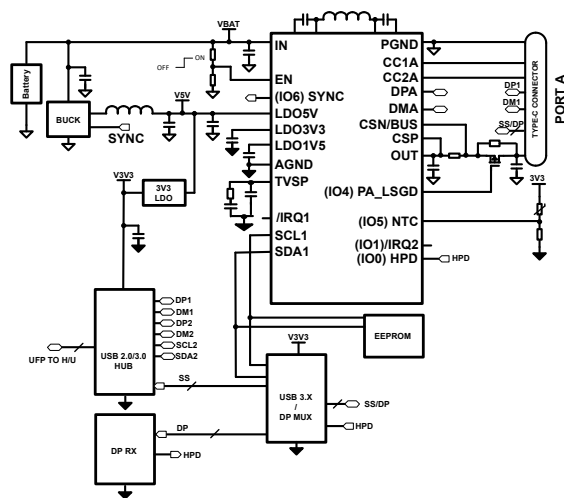 VBAT
IN
PGND
ON
OFF
CC1A
EN
CC2A
Battery
(IO6) SYNC
DPA
DP1
BUCK
V5V
DMA
DM1
SYNC
LDO5V
CSN/BUS
SS/DP
TYPE-C CONNECTOR
PORT A
LDO3V3
CSP
LDO1V5
OUT
AGND
V3V3
3V3
LDO
TVSP
(IO4) PA_LSGD
3V3
/IRQ1
(IO5) NTC
SCL1
(IO1)/IRQ2
SDA1
(IO0) HPD
HPD
DP1
DM1
DP2
DM2
SCL2
SDA2
UFP TO H/U
USB 2.0/3.0
HUB
EEPROM
V3V3
SS
USB 3.X
/
DP MUX
SS/DP
HPD
DP
DP RX
HPD